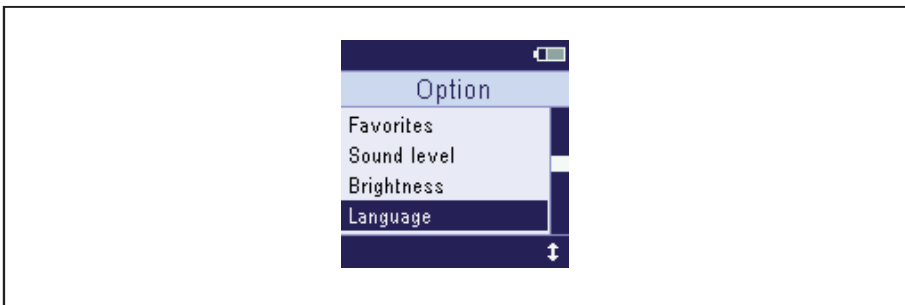 Option
Favorites
Sound level
Brightness
Language